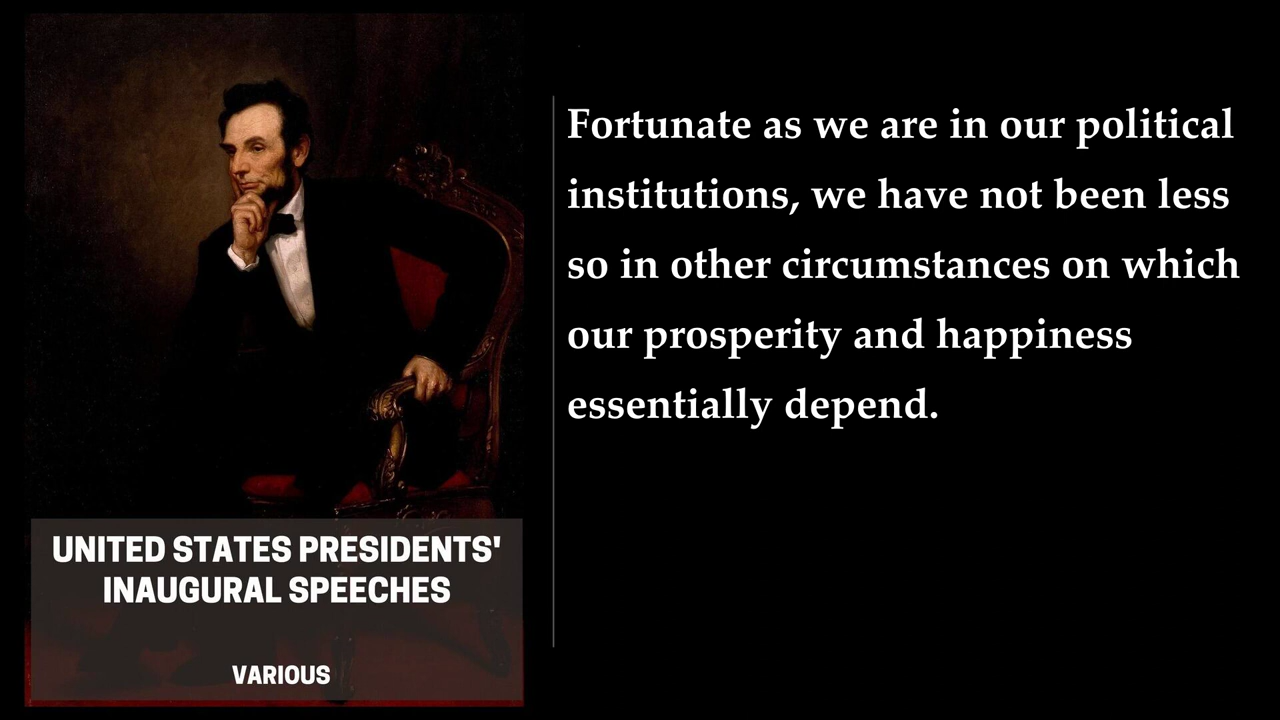 Fortunate as we are in our political
institutions, we have not been less
so in other circumstances on which
our prosperity and happiness
essentially depend.
UNITED STATES PRESIDENTS'
INAUGURAL SPEECHES
VARIOUS